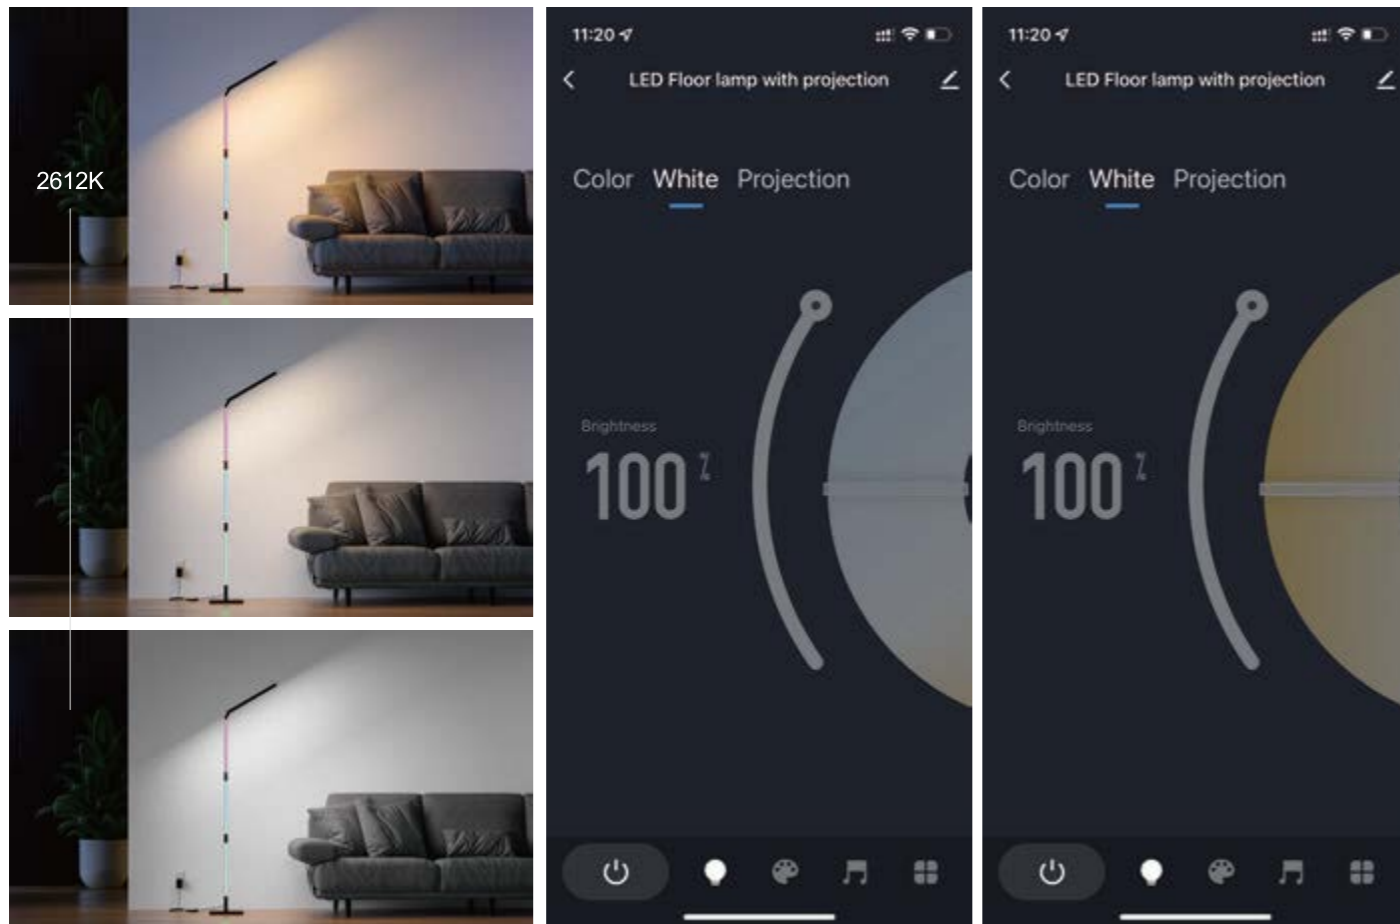 2612K
11:20
LED Floor lamp with projection
Color White Projection
Brightness
100 %
11:20
LED Floor lamp with projection
Color White Projection
Brightness
100 %